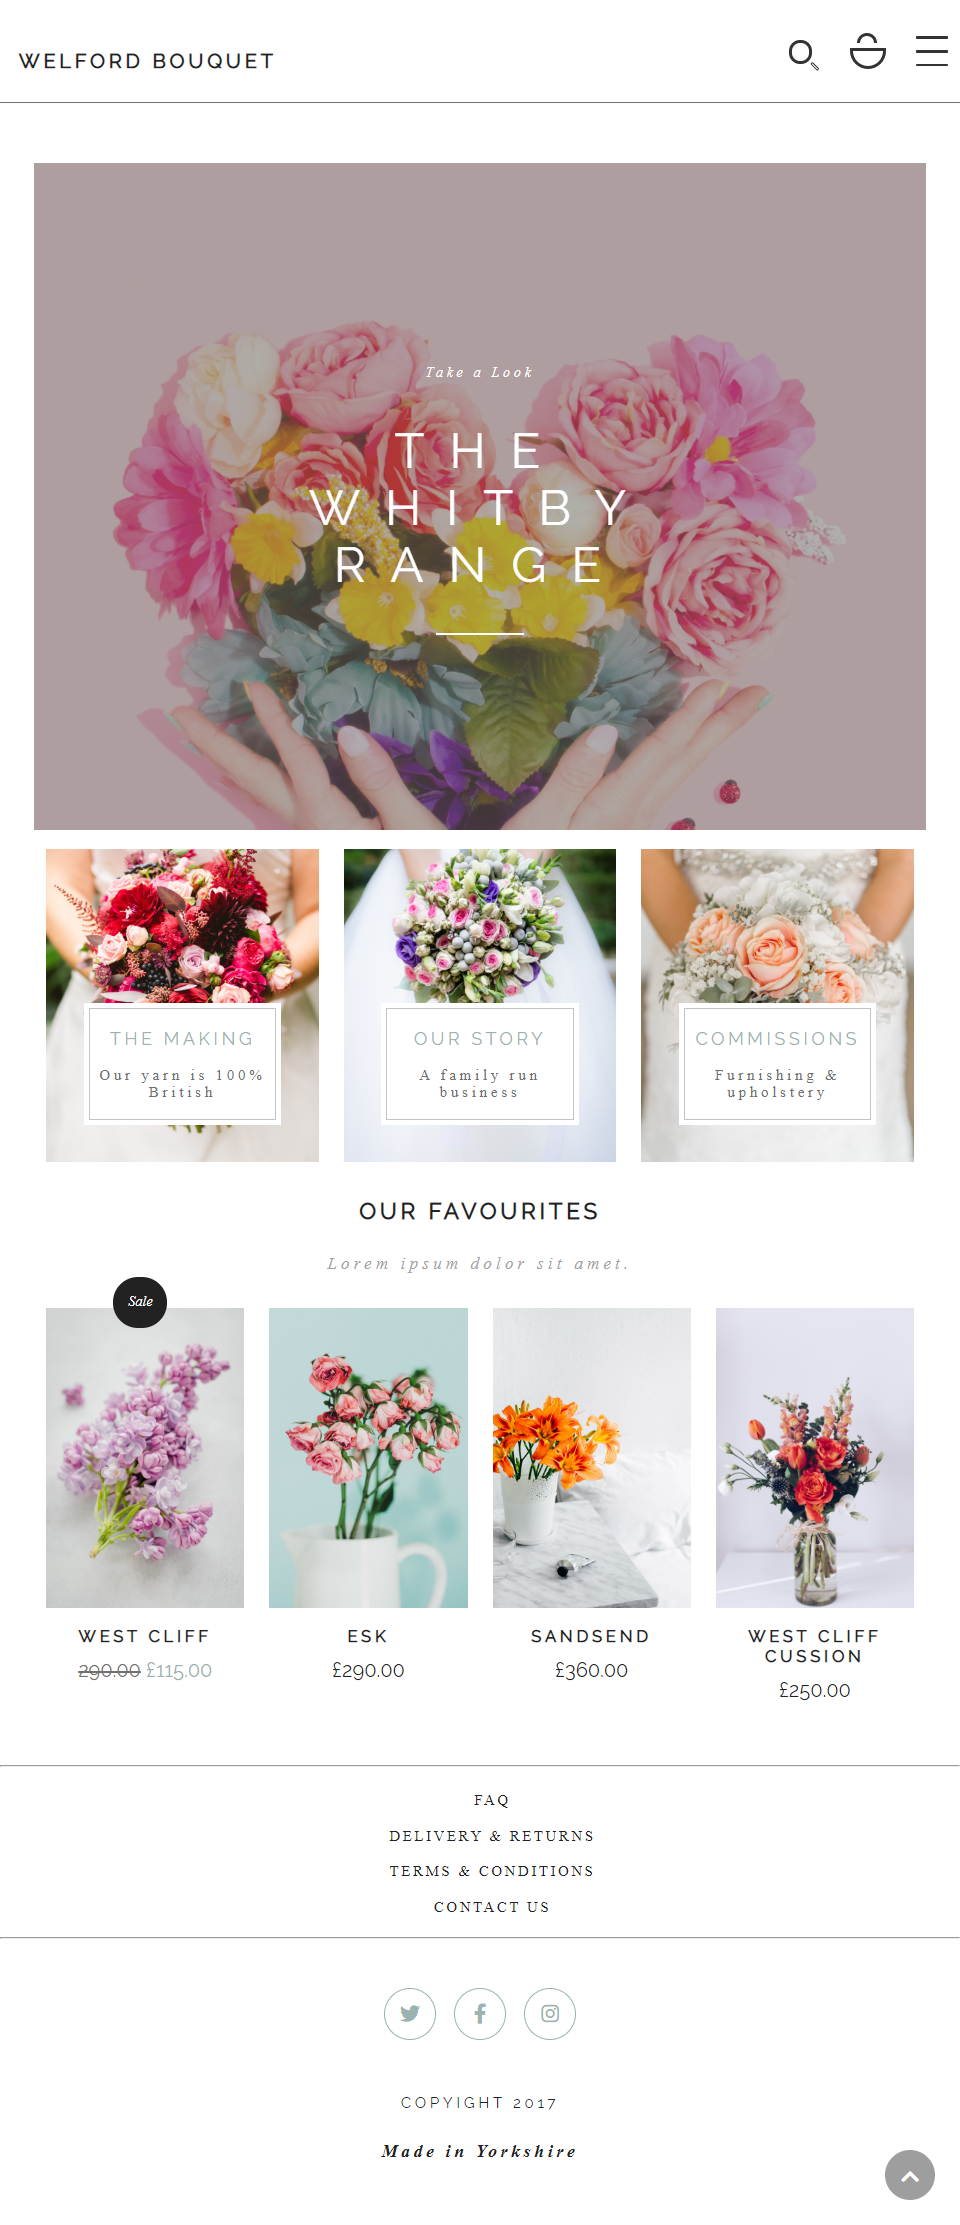 WELFORD BOUQUET
Take a Look
THE
WHITBY
RANGE
THE MAKING
Our yarn is 100%
British
OUR STORY
A family run
business
COMMISSIONS
Furnishing &
upholstery
OUR FAVOURITES
Lorem ipsum dolor sit amet.
Sale
WEST CLIFF
290.00 £115.00
ESK
£290.00
SANDSEND
£360.00
WEST CLIFF
CUSSION
£250.00
FAQ
DELIVERY & RETURNS
TERMS & CONDITIONS
CONTACT US
COPYIGHT 2017
Made in Yorkshire